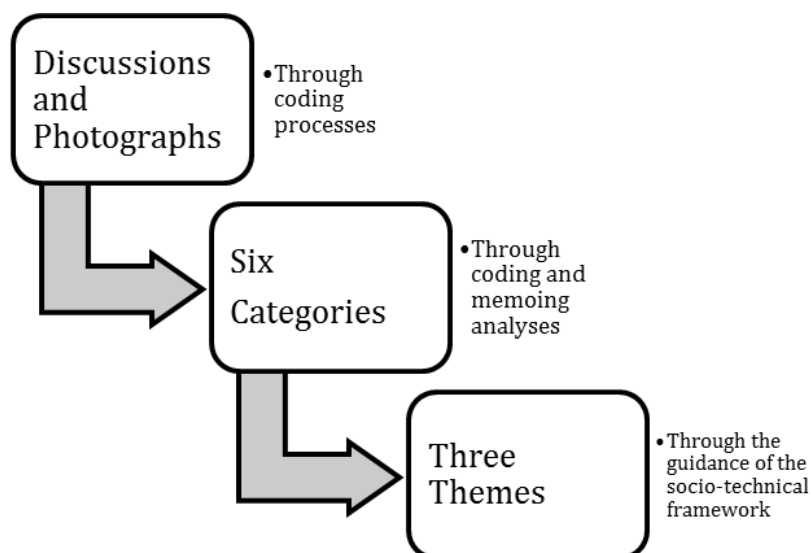 Discussions
and
Photographs
•Through
coding
processes
Six
Categories
•Through
coding and
memoing
analyses
Three
Themes
•Through the
guidance of the
socio-technical
framework